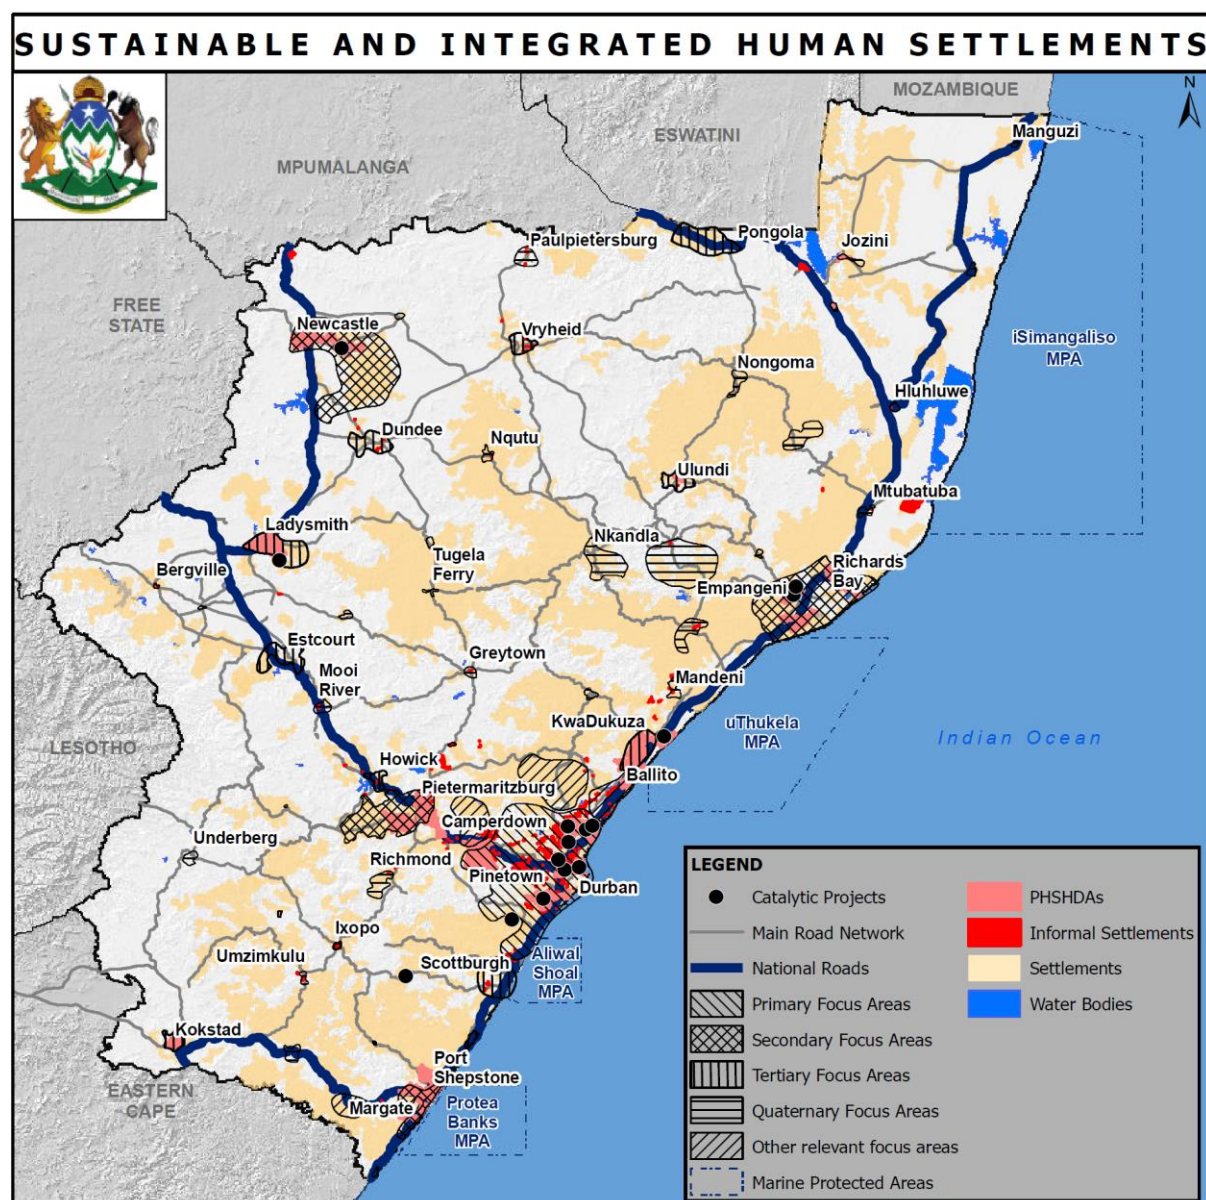 SUSTAINABLE AND INTEGRATED HUMAN SETTLEMENTS
N
MOZAMBIQUE
ESWATINI
Manguzi
MPUMALANGA
Paulpietersburg
Pongola
Jozini
FREE
STATE
Newcastle
Vryheid
iSimangaliso
MPA
Nongoma
Hluhluwe
Dundee
Nqutu
Ulundi
Mtubatuba
Ladysmith
Nkandla
Tugela
Ferry
Bergville
Richards
Bay
Empangeni
Estcourt
Mooi
River
Greytown
Mandeni
KwaDukuza
uThukela
MPA
Indian Ocean
LESOTHO
Howick
Ballito
Pietermaritzburg
Camperdown
Underberg
Richmond
Pinetown
Durban
Ixopo
Umzimkulu
Scottburgh
Aliwal
Shoal
MPA
Kokstad
Port
Shepstone
EASTERN
CAPE
Margate
Protea
Banks
MPA
LEGEND
Catalytic Projects
Main Road Network
National Roads
Primary Focus Areas
Secondary Focus Areas
Tertiary Focus Areas
Quaternary Focus Areas
Other relevant focus areas
Marine Protected Areas
PHSHDAs
Informal Settlements
Settlements
Water Bodies